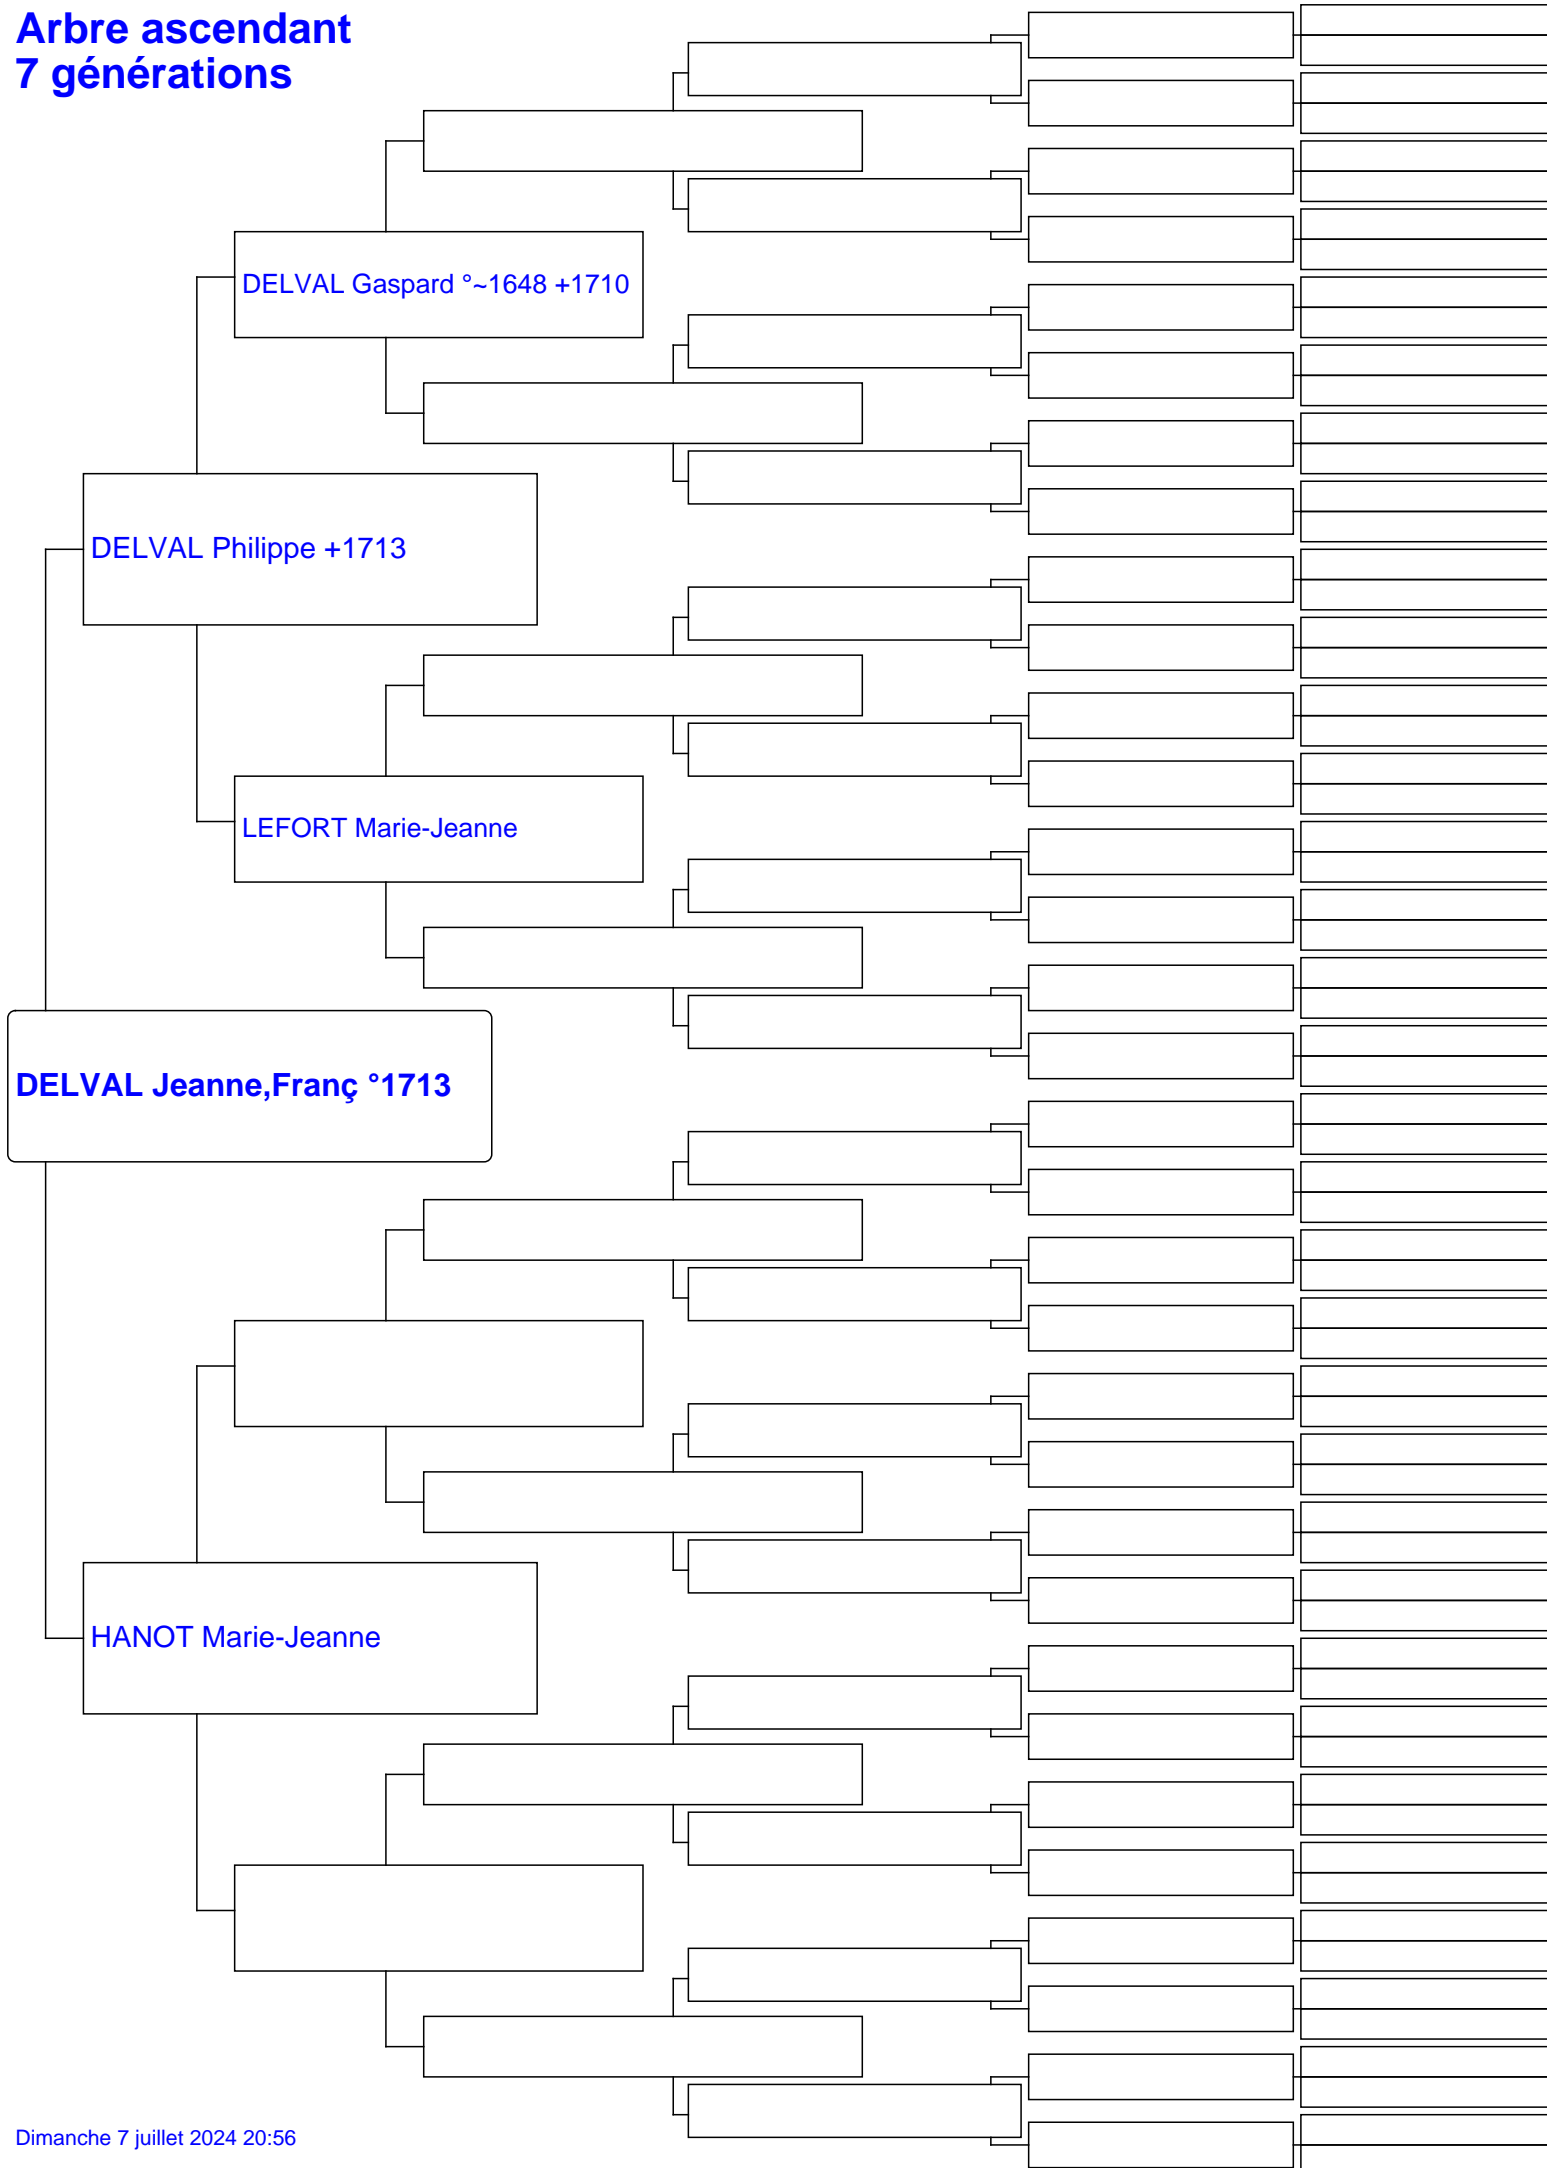 Arbre ascendant
7 générations
DELVAL Gaspard °~1648 +1710
DELVAL Philippe +1713
LEFORT Marie-Jeanne
DELVAL Jeanne,Franç °1713
HANOT Marie-Jeanne
Dimanche 7 juillet 2024 20:56